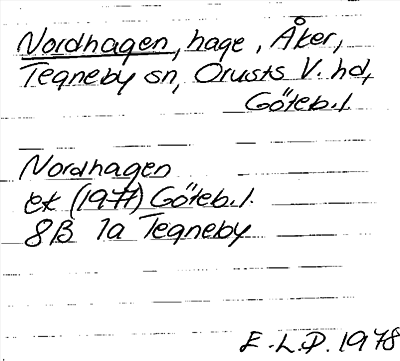 Nordhagen, hage, Åker,
Tegneby sn, Orusts V. hd,
Göteb.l.
Nordhagen
ek (1977) Göteb.l.
8B 1a Tegneby
E.L.P. 1978